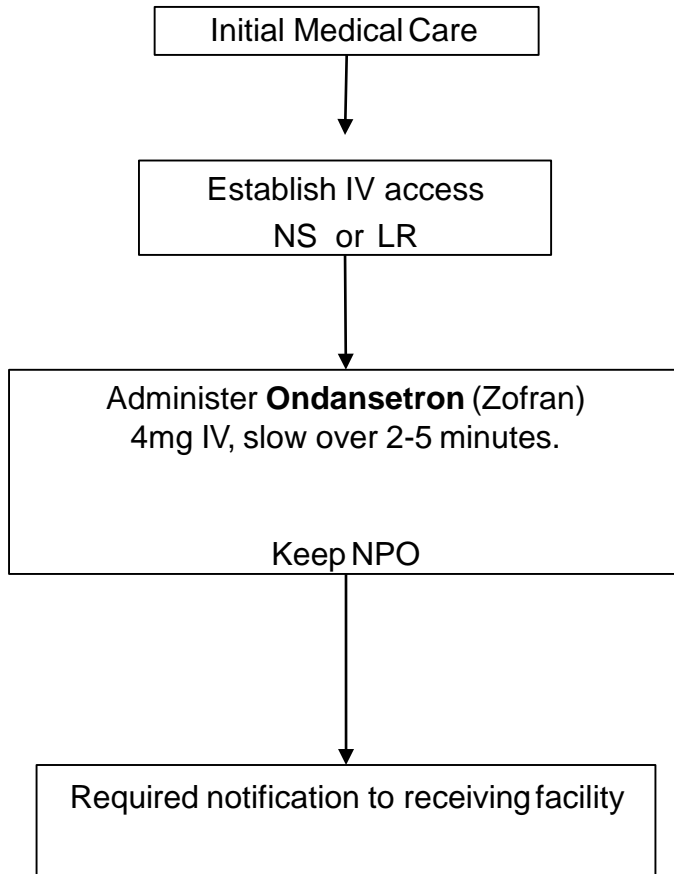 Initial Medical Care
Establish IV access
NS or LR
Administer Ondansetron (Zofran)
4mg IV, slow over 2-5 minutes.
Keep NPO
Required notification to receiving facility